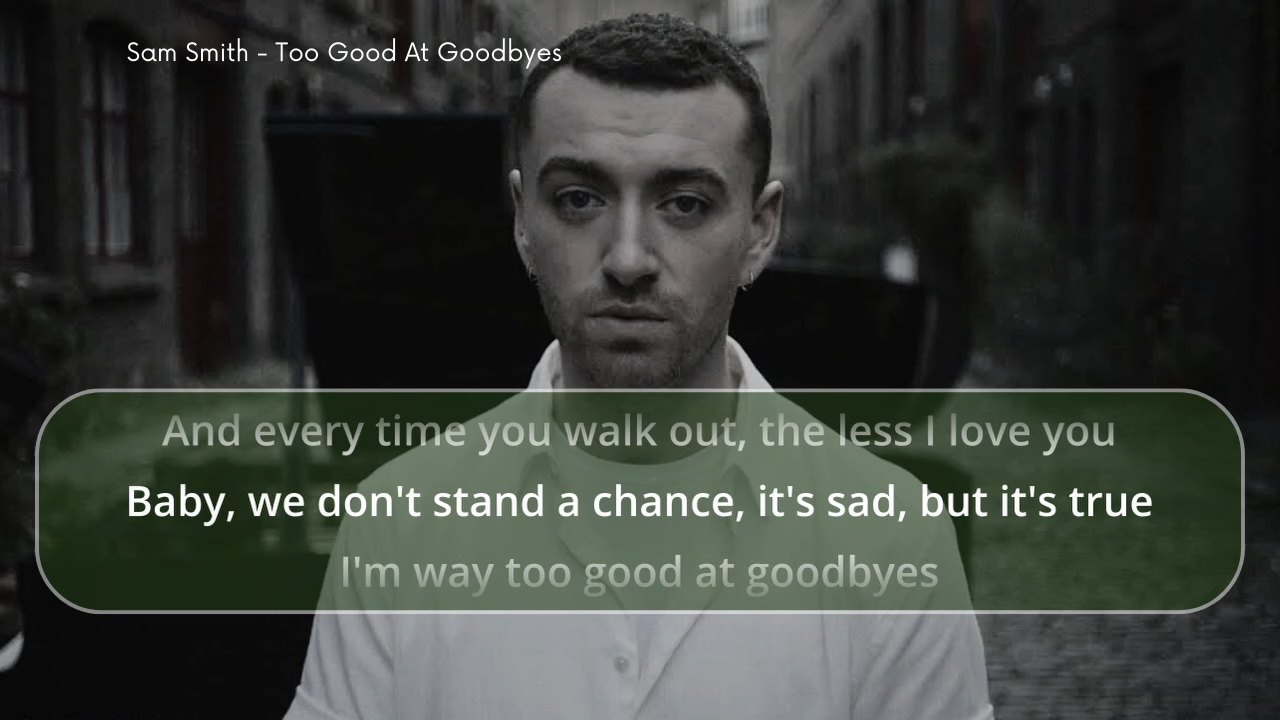 Sam Smith – Too Good At Goodbyes
And every time you walk out, the less I love you
Baby, we don't stand a chance, it's sad, but it's true
I'm way too good at goodbyes